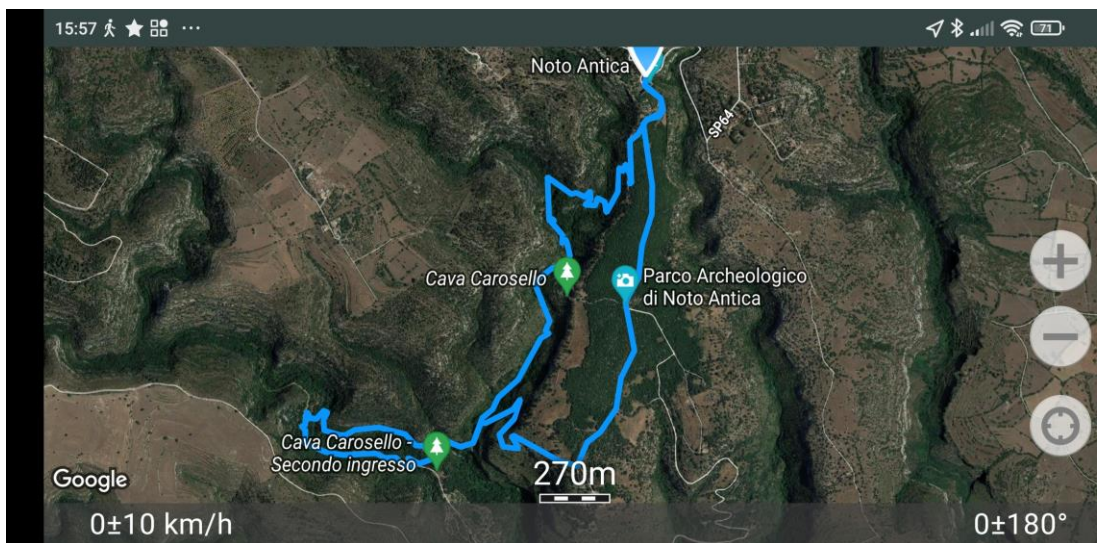 15:57
71
Noto Antica
SP64
Cava Carosello
Parco Archeologico
di Noto Antica
Cava Carosello -
Secondo ingresso
270m
Google
0±10 km/h
0±180°